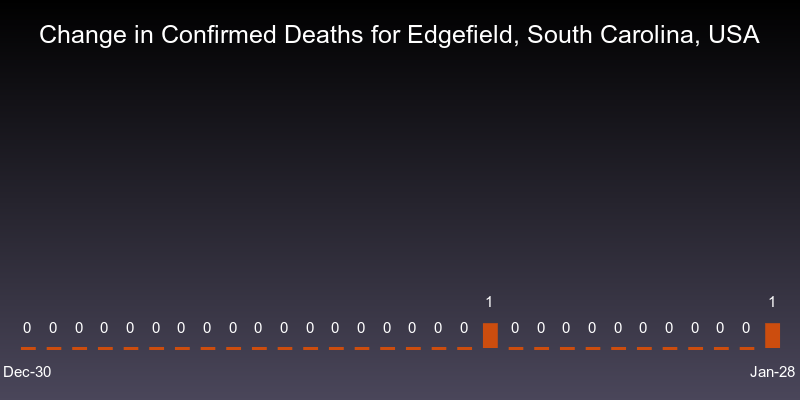 Change in Confirmed Deaths for Edgefield, South Carolina, USA
1 1
0 0 0 0 0 0 0 0 0 0 0 0 0 0 0 0 0 0 0 0 0 0 0 0 0 0 0 0
Dec-30 Jan-28